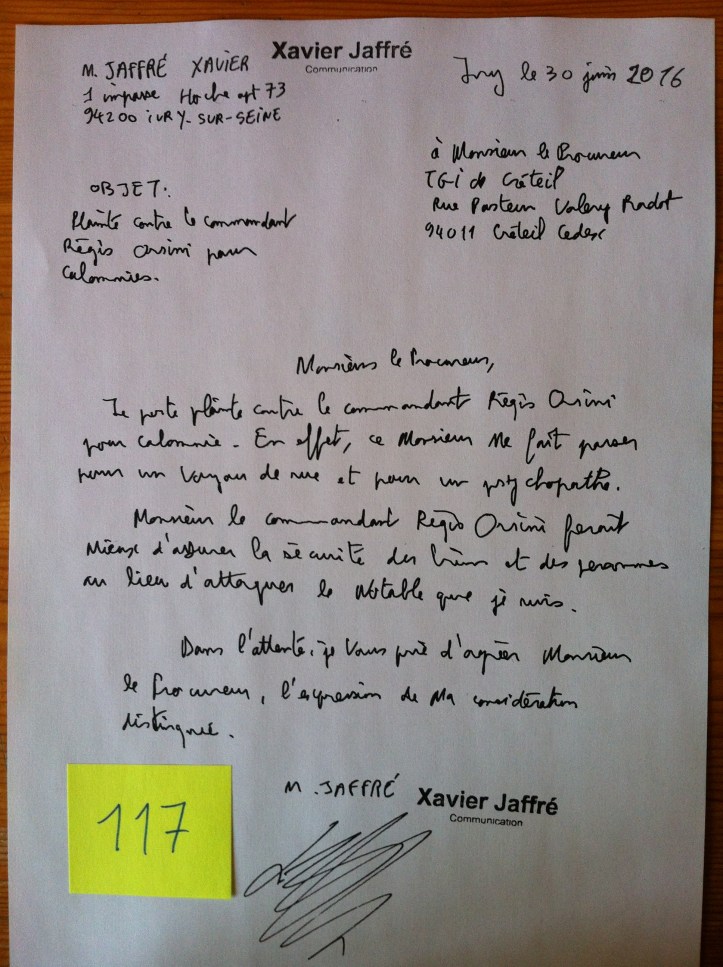 Xavier Jaffré
Communication
M. JAFFRÉ XAVIER
1 impasse Hoche apt 73
94200 IVRY-SUR-SEINE
Ivry le 30 juin 2016
à Monsieur le Procureur
TGI de Créteil
Rue Pasteur Valery Radot
94011 Créteil Cedex
OBJET.
Plainte contre le commandant
Régis Orsini pour
calomnies.
Monsieur le Procureur,
Je porte plainte contre le commandant Régis Orsini
pour calomnie. En effet, ce Monsieur me fait passer
pour un voyou de rue et pour un psychopathe.
Monsieur le commandant Régis Orsini ferait
mieux d'assurer la sécurité des biens et des personnes
au lieu d'attaquer le notable que je suis.
Dans l'attente, je vous prie d'agréer Monsieur
le Procureur, l'expression de ma considération
distinguée.
M. JAFFRÉ
Xavier Jaffré
Communication
117